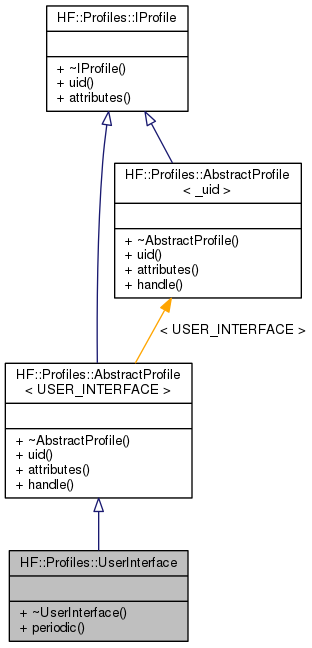 HF::Profiles::IProfile
+ ~IProfile()
+ uid()
+ attributes()
HF::Profiles::AbstractProfile
< _uid >
+ ~AbstractProfile()
+ uid()
+ attributes()
+ handle()
< USER_INTERFACE >
HF::Profiles::AbstractProfile
< USER_INTERFACE >
+ ~AbstractProfile()
+ uid()
+ attributes()
+ handle()
HF::Profiles::UserInterface
+ ~UserInterface()
+ periodic()